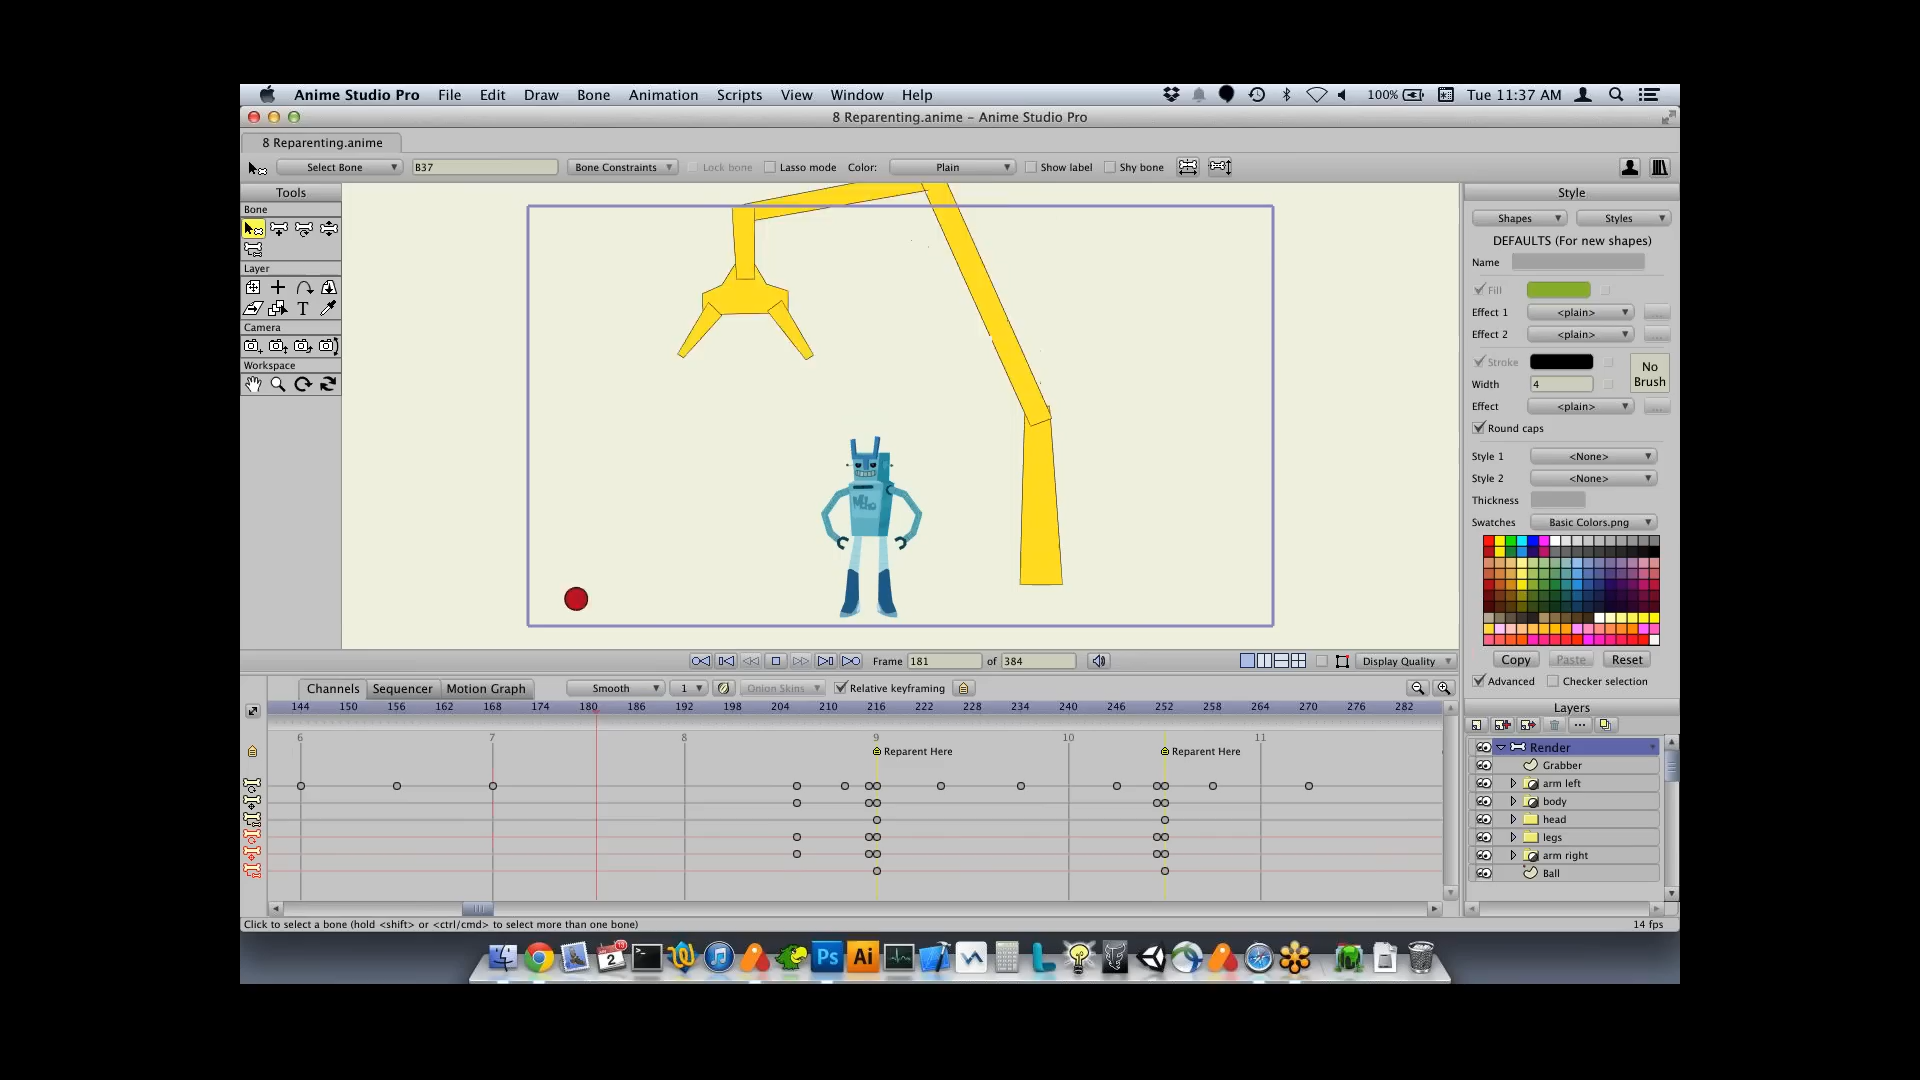 Anime Studio Pro File Edit Draw Bone Animation Scripts View Window Help 100% Tue 11:37 AM
8 Reparenting.anime – Anime Studio Pro
8 Reparenting.anime
Select Bone B37 Bone Constraints Lock bone Lasso mode Color: Plain Show label Shy bone
Tools
Bone
Layer
T
Camera
Workspace
Style
Shapes Styles
DEFAULTS (For new shapes)
Name
Fill
Effect 1 <plain> ...
Effect 2 <plain> ...
Stroke
No Brush
Width 4
Effect <plain> ...
Round caps
Style 1 <None>
Style 2 <None>
Thickness
Swatches Basic Colors.png
Copy Paste Reset
Advanced Checker selection
Frame 181 of 384 Display Quality
Channels Sequencer Motion Graph Smooth 1 Onion Skins Relative keyframing
144 150 156 162 168 174 180 186 192 198 204 210 216 222 228 234 240 246 252 258 264 270 276 282
6 7 8 9 10 11
Reparent Here Reparent Here
Layers
Render
Grabber
arm left
body
head
legs
arm right
Ball
Click to select a bone (hold <shift> or <ctrl/cmd> to select more than one bone)
14 fps
2 Ps Ai